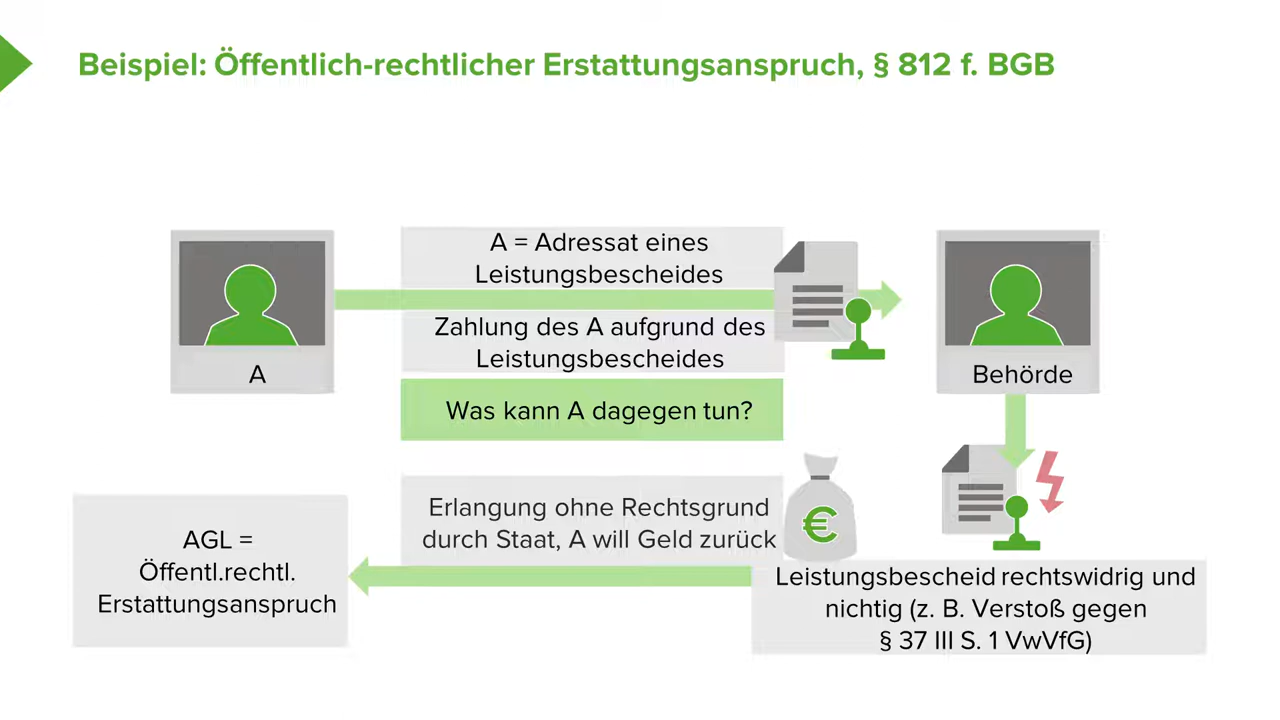 Beispiel: Öffentlich-rechtlicher Erstattungsanspruch, § 812 f. BGB
A = Adressat eines
Leistungsbescheides
Zahlung des A aufgrund des
Leistungsbescheides
A
Behörde
Was kann A dagegen tun?
Erlangung ohne Rechtsgrund
durch Staat, A will Geld zurück
€
AGL =
Öffentl.rechtl.
Erstattungsanspruch
Leistungsbescheid rechtswidrig und
nichtig (z. B. Verstoß gegen
§ 37 III S. 1 VwVfG)